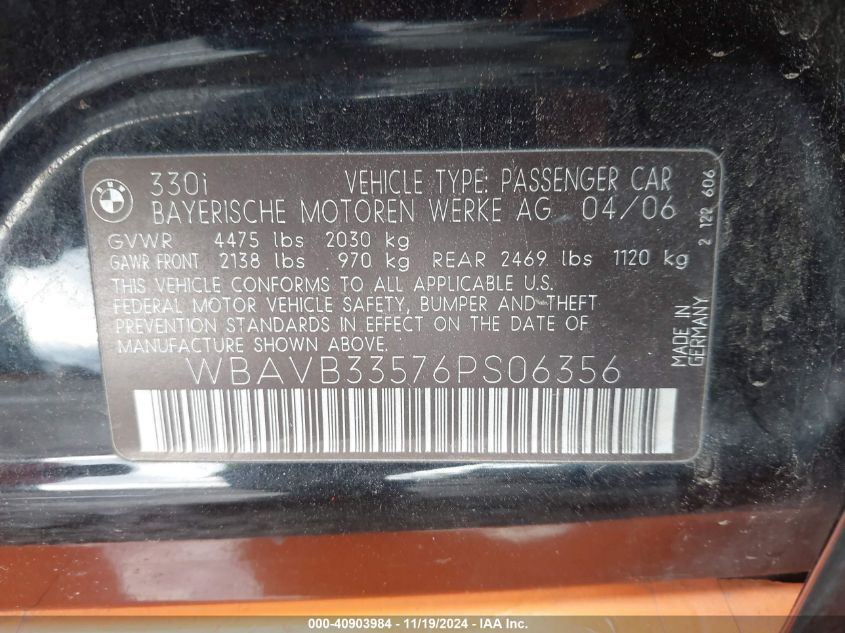 BMW
330i VEHICLE TYPE: PASSENGER CAR
BAYERISCHE MOTOREN WERKE AG 04/06
GVWR 4475 lbs 2030 kg
GAWR FRONT 2138 lbs 970 kg REAR 2469 lbs 1120 kg
THIS VEHICLE CONFORMS TO ALL APPLICABLE U.S.
FEDERAL MOTOR VEHICLE SAFETY, BUMPER AND THEFT
PREVENTION STANDARDS IN EFFECT ON THE DATE OF
MANUFACTURE SHOWN ABOVE.
WBAVB33576PS06356
MADE IN
GERMANY
2 122 606
000-40903984 - 11/19/2024 - © IAA Inc.